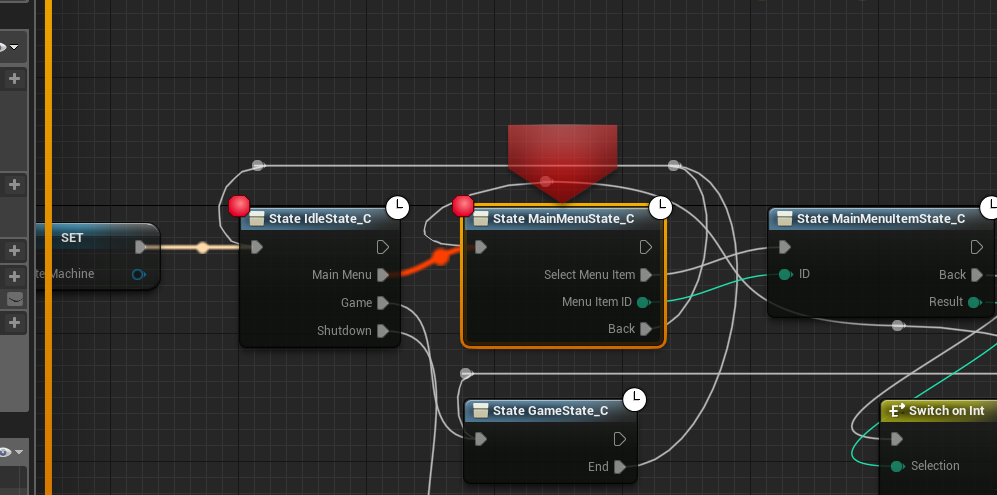 SET
te Machine
State IdleState_C
Main Menu
Game
Shutdown
State MainMenuState_C
Select Menu Item
Menu Item ID
Back
State MainMenuItemState_C
ID
Back
Result
State GameState_C
End
Switch on Int
Selection